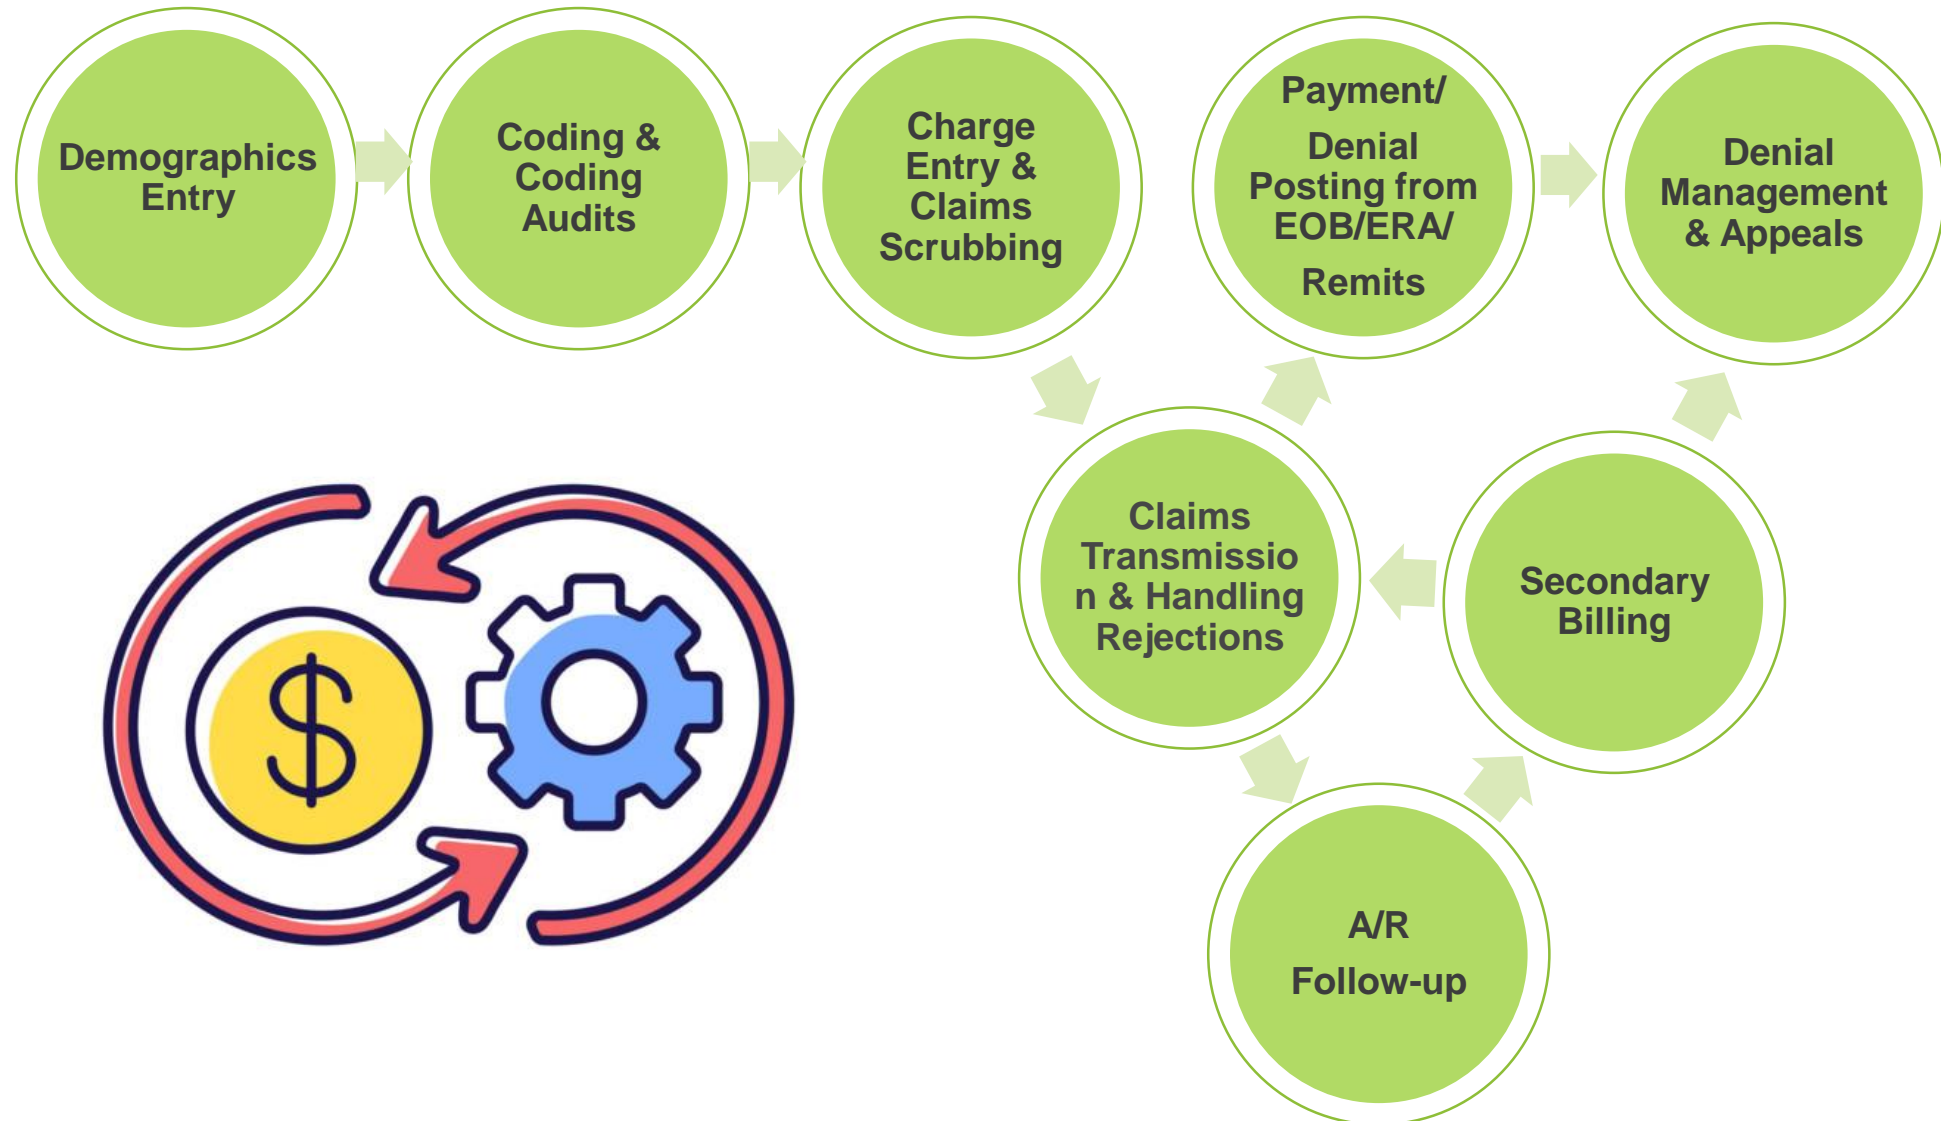 Demographics
Entry
Coding &
Coding
Audits
Charge
Entry &
Claims
Scrubbing
Payment/
Denial
Posting from
EOB/ERA/
Remits
Denial
Management
& Appeals
Claims
Transmissio
n & Handling
Rejections
Secondary
Billing
A/R
Follow-up
$